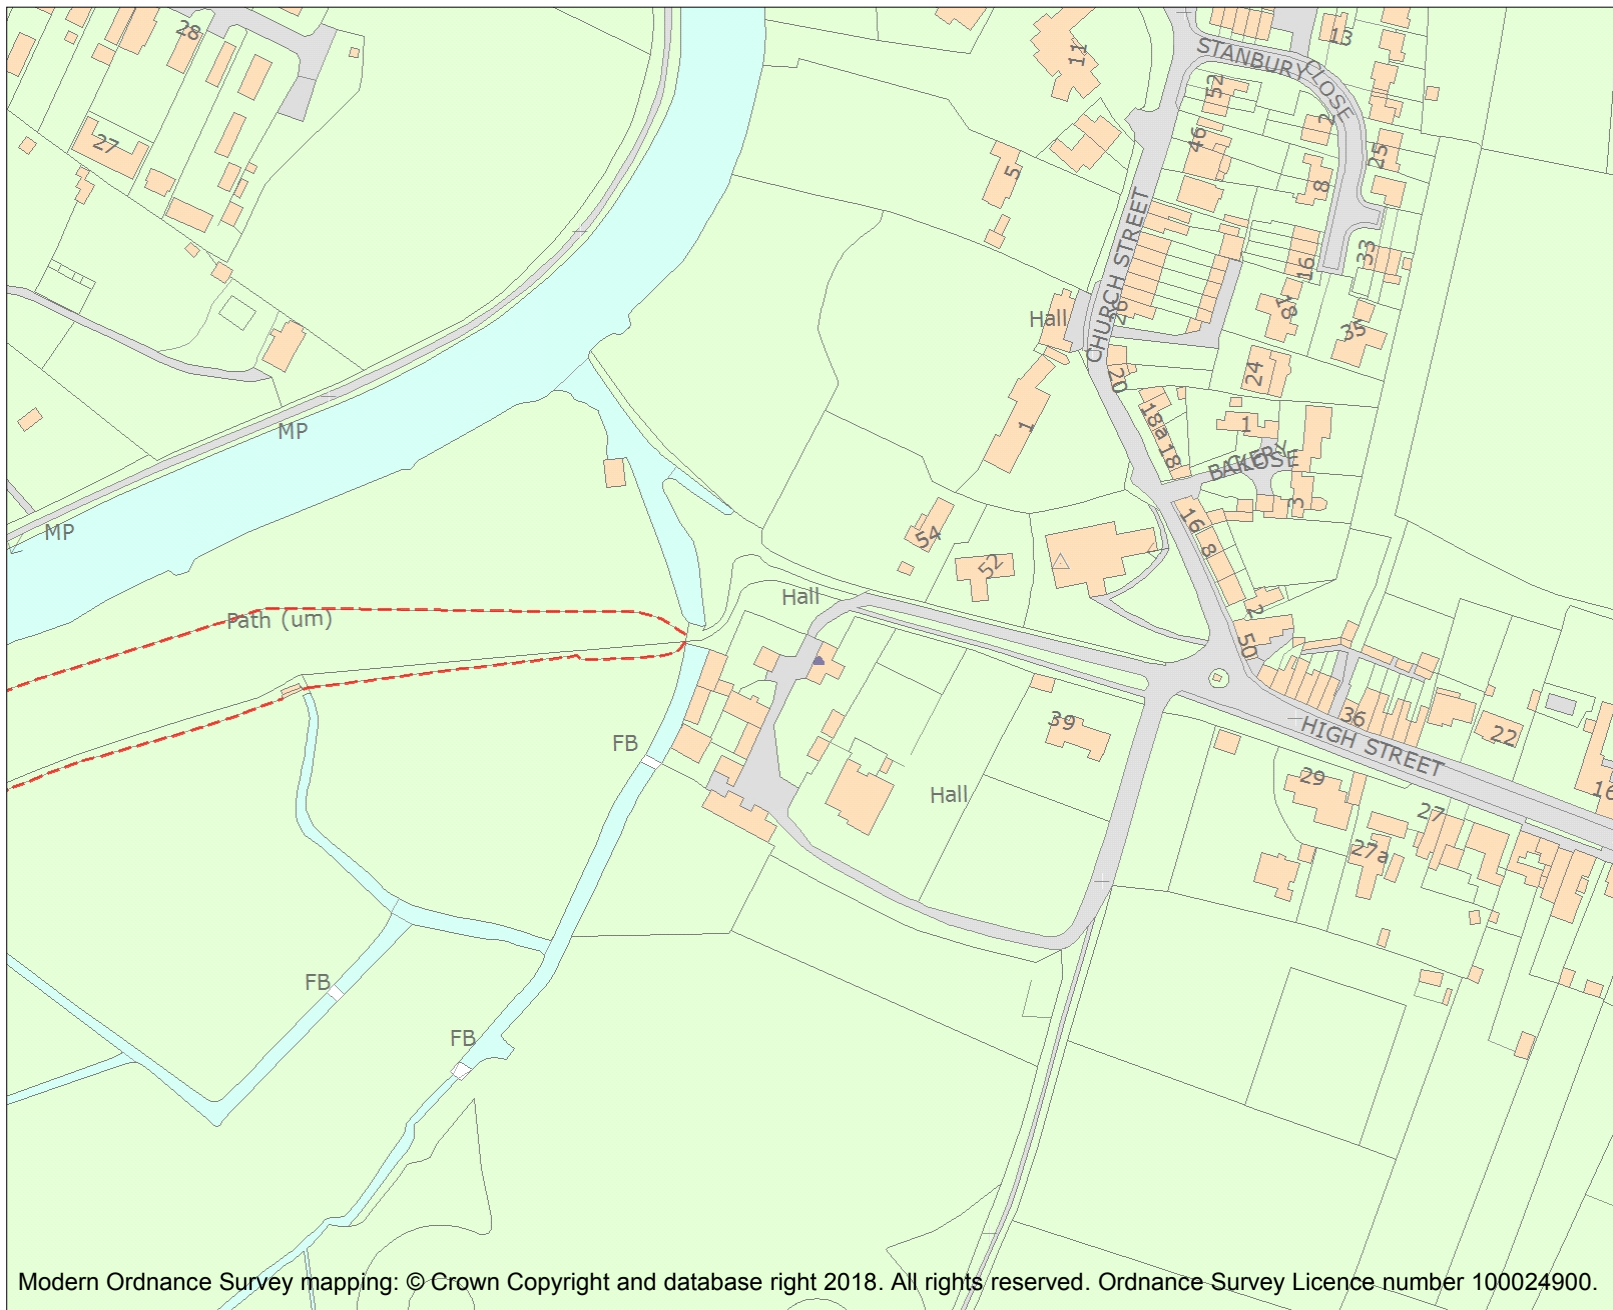 28
11
13
STANBURY CLOSE
52
2
27
46
25
5
8
CHURCH STREET
33
16
26
18
Hall
35
20
24
MP
18a
1
1
18
BAKERY
CLOSE
3
16
MP
54
8
52
Hall
2
Path (um)
50
39
36
FB
22
HIGH STREET
29
Hall
16
27
27a
FB
FB
Modern Ordnance Survey mapping: © Crown Copyright and database right 2018. All rights reserved. Ordnance Survey Licence number 100024900.